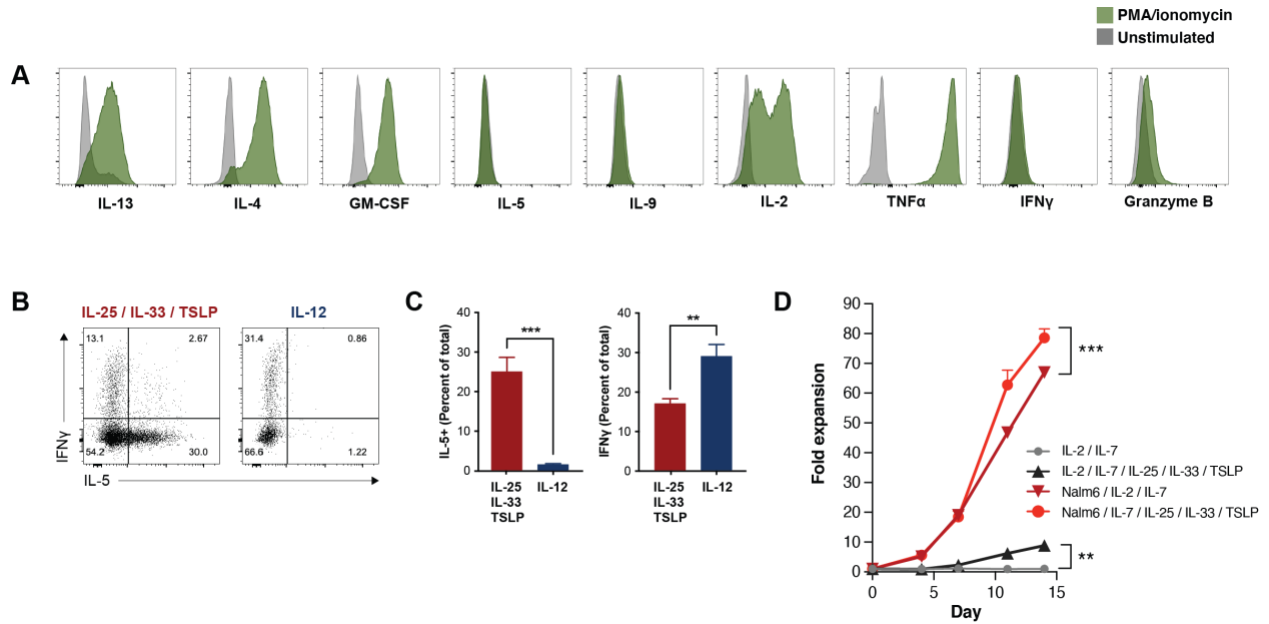 PMA/ionomycin
Unstimulated
A
IL-13 IL-4 GM-CSF IL-5 IL-9 IL-2 TNFα IFNγ Granzyme B
B
IL-25 / IL-33 / TSLP IL-12
13.1 2.67 31.4 0.86
54.2 30.0 66.6 1.22
IFNγ
IL-5
C
IL-5+ (Percent of total)
40
30
20
10
0
***
IL-25
IL-33
TSLP
IL-12
IFNγ (Percent of total)
40
30
20
10
0
**
IL-25
IL-33
TSLP
IL-12
D
Fold expansion
90
80
70
60
50
40
30
20
10
0
0 5 10 15
Day
***
IL-2 / IL-7
IL-2 / IL-7 / IL-25 / IL-33 / TSLP
Nalm6 / IL-2 / IL-7
Nalm6 / IL-7 / IL-25 / IL-33 / TSLP
**